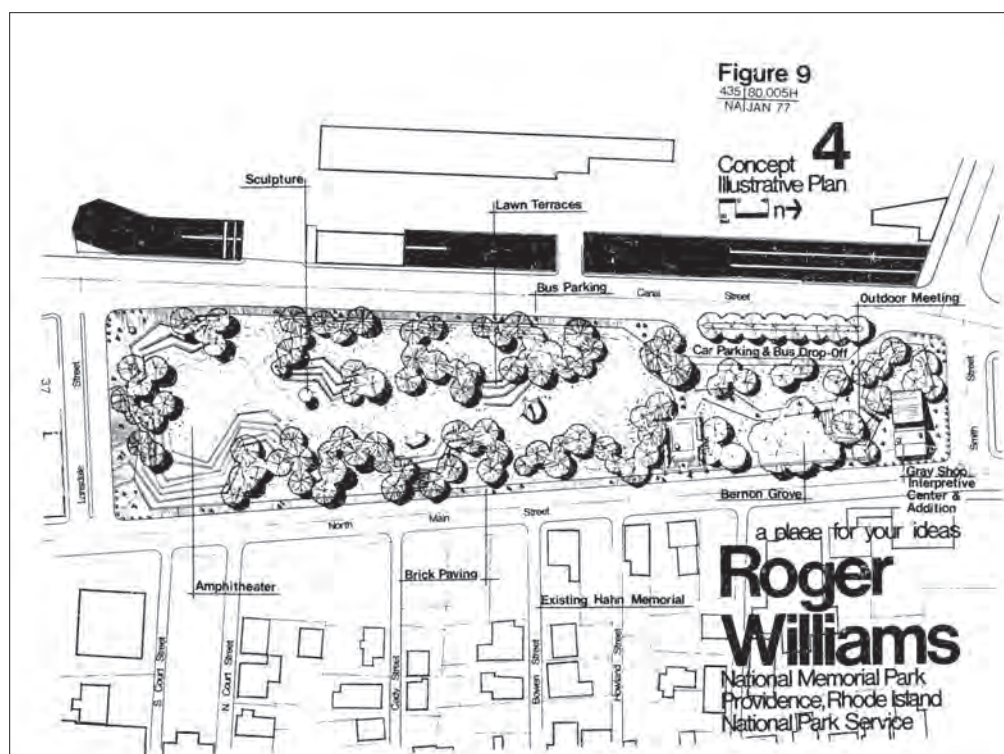 Figure 9
435 80,005H
NA JAN 77
4
Concept
Illustrative Plan
n→
Sculpture
Lawn Terraces
Bus Parking
Canal Street
Outdoor Meeting
Car Parking & Bus Drop-Off
Street
Lonsdale
37
Street
Smith
Gray Shop
Interpretive
Center &
Addition
Bernon Grove
North Main Street
Amphitheater
Brick Paving
Existing Hahn Memorial
S Court Street
N Court Street
Cady Street
Bowen Street
Howland Street
a place for your ideas
Roger
Williams
National Memorial Park
Providence, Rhode Island
National Park Service